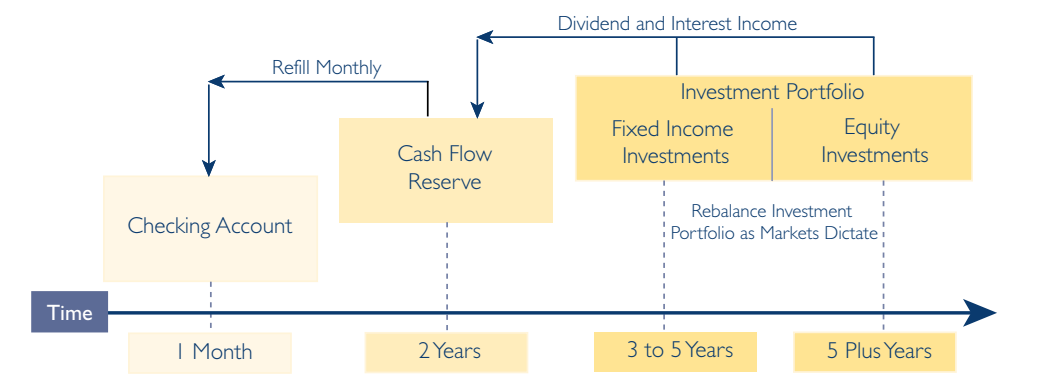 Dividend and Interest Income
Refill Monthly
Investment Portfolio
Fixed Income
Investments
Equity
Investments
Cash Flow
Reserve
Checking Account
Rebalance Investment
Portfolio as Markets Dictate
Time
1 Month
2 Years
3 to 5 Years
5 Plus Years